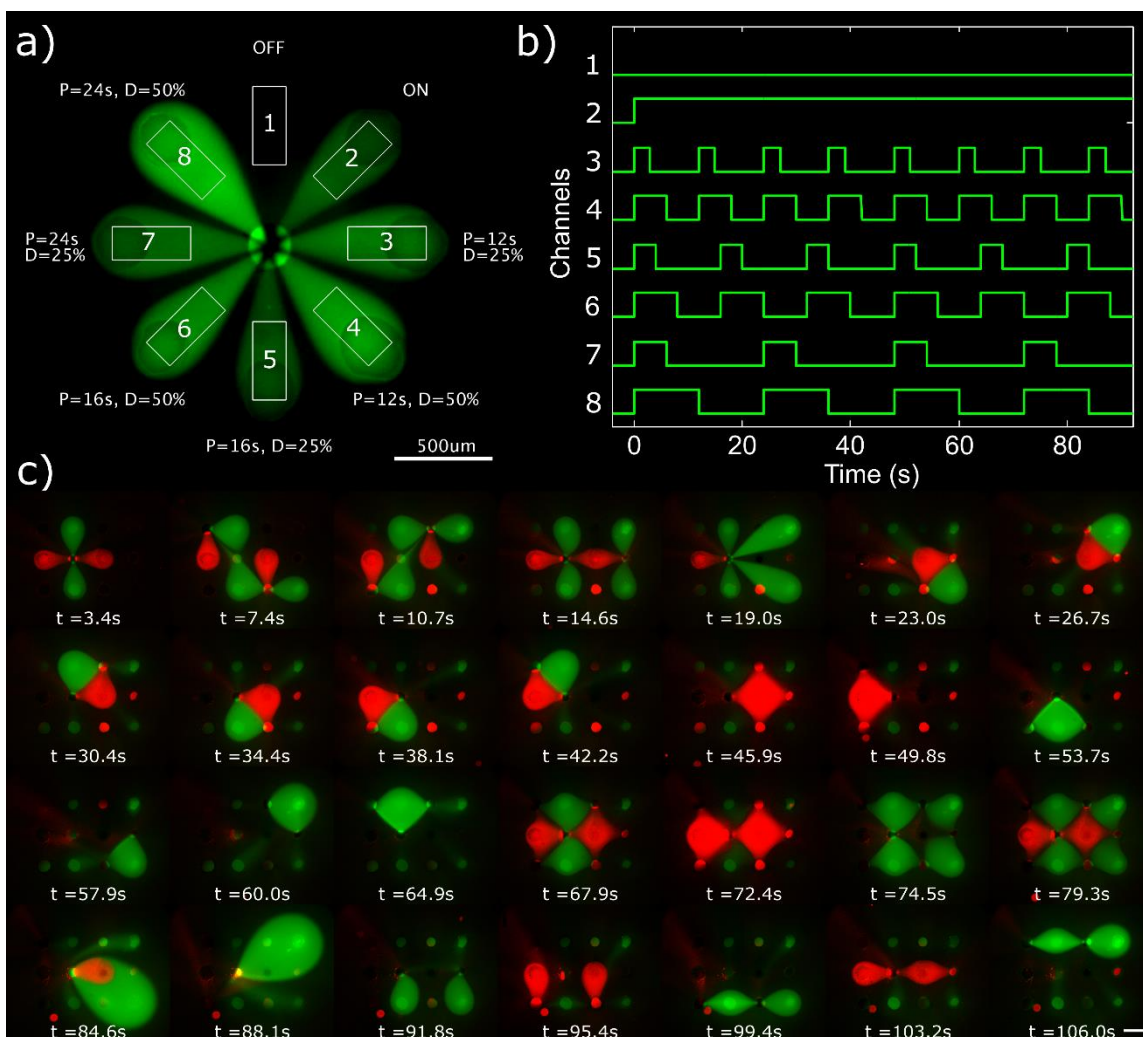 a)
OFF
P=24s, D=50%
ON
1
8
2
P=24s
D=25%
7
3
P=12s
D=25%
6
4
5
P=16s, D=50%
P=12s, D=50%
P=16s, D=25%
500um
b)
1
2
3
4
5
6
7
8
Channels
0
20
40
60
80
Time (s)
c)
t =3.4s
t =7.4s
t =10.7s
t =14.6s
t =19.0s
t =23.0s
t =26.7s
t =30.4s
t =34.4s
t =38.1s
t =42.2s
t =45.9s
t =49.8s
t =53.7s
t =57.9s
t =60.0s
t =64.9s
t =67.9s
t =72.4s
t =74.5s
t =79.3s
t =84.6s
t =88.1s
t =91.8s
t =95.4s
t =99.4s
t =103.2s
t =106.0s